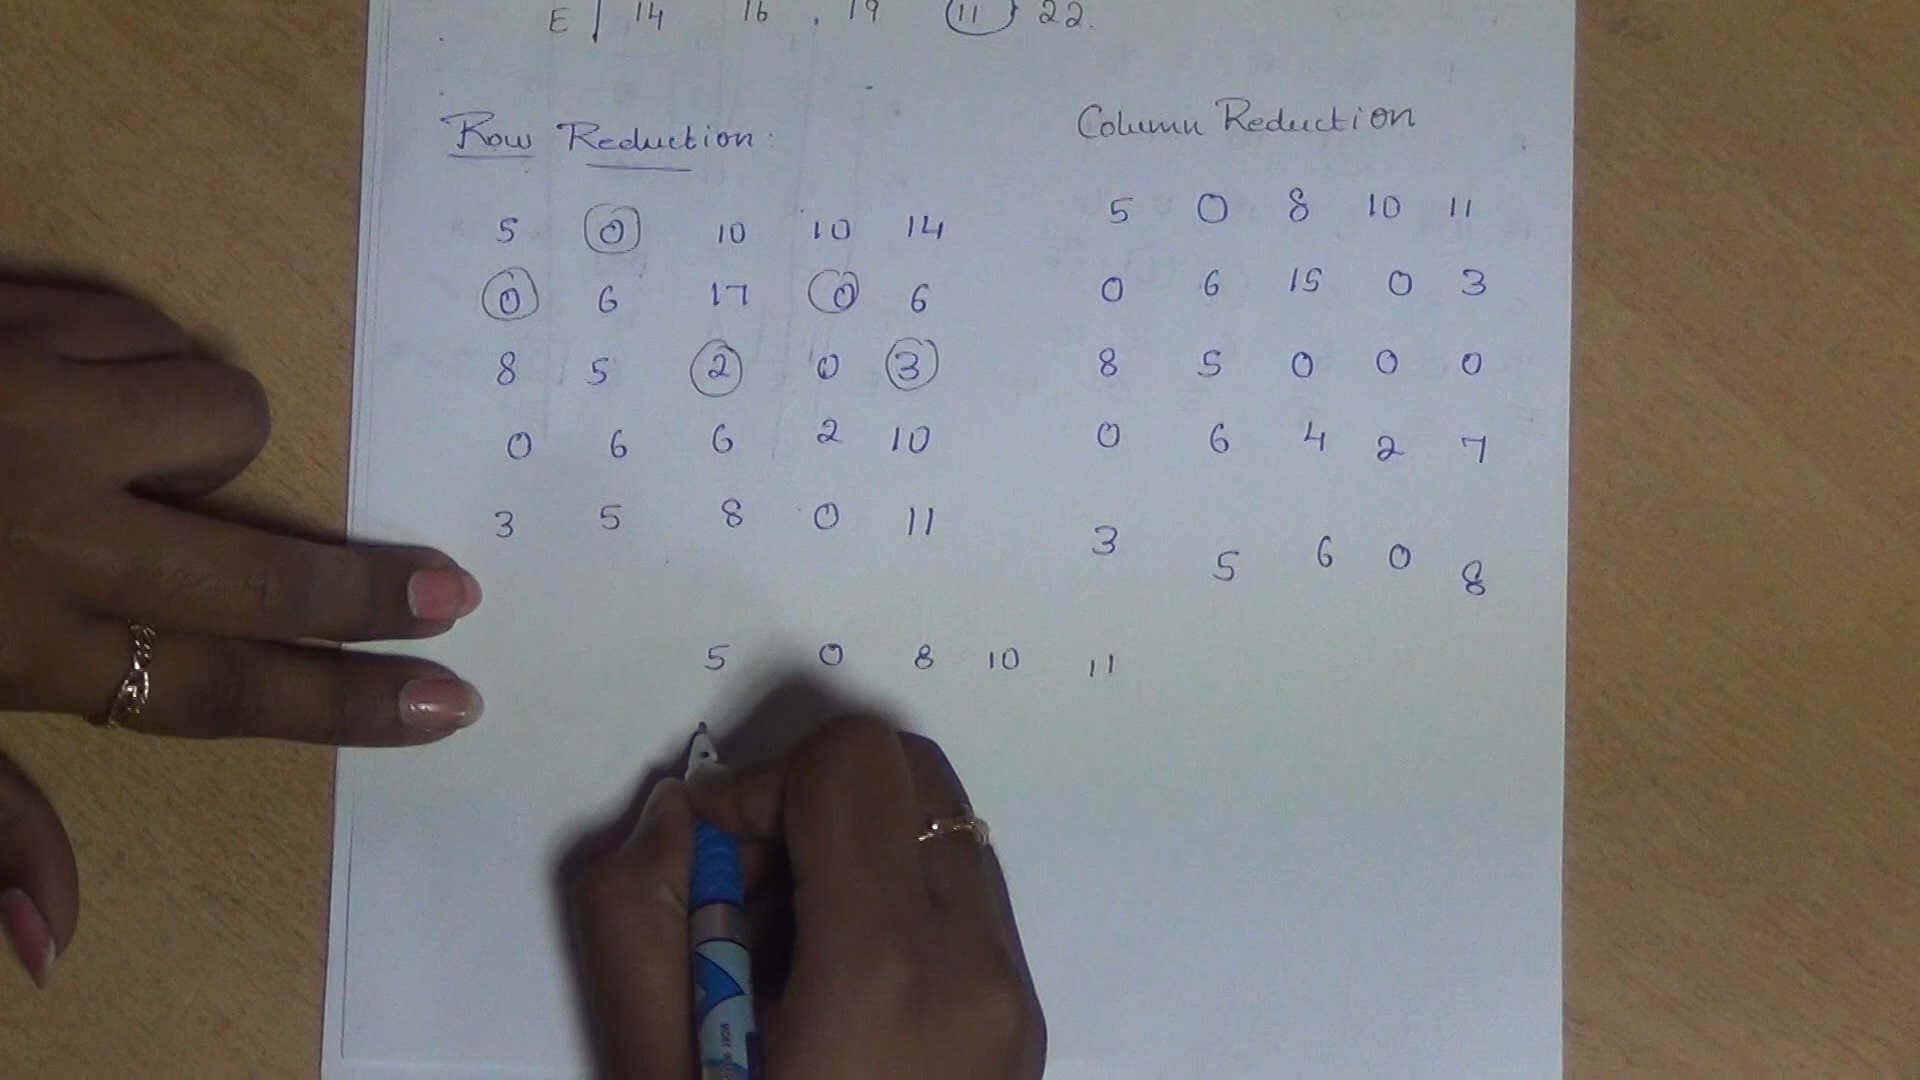 E | 14 16 19 11 22.
Row Reduction:
5 0 10 10 14
0 6 17 0 6
8 5 2 0 3
0 6 6 2 10
3 5 8 0 11
Column Reduction
5 0 8 10 11
0 6 15 0 3
8 5 0 0 0
0 6 4 2 7
3 5 6 0 8
5 0 8 10 11